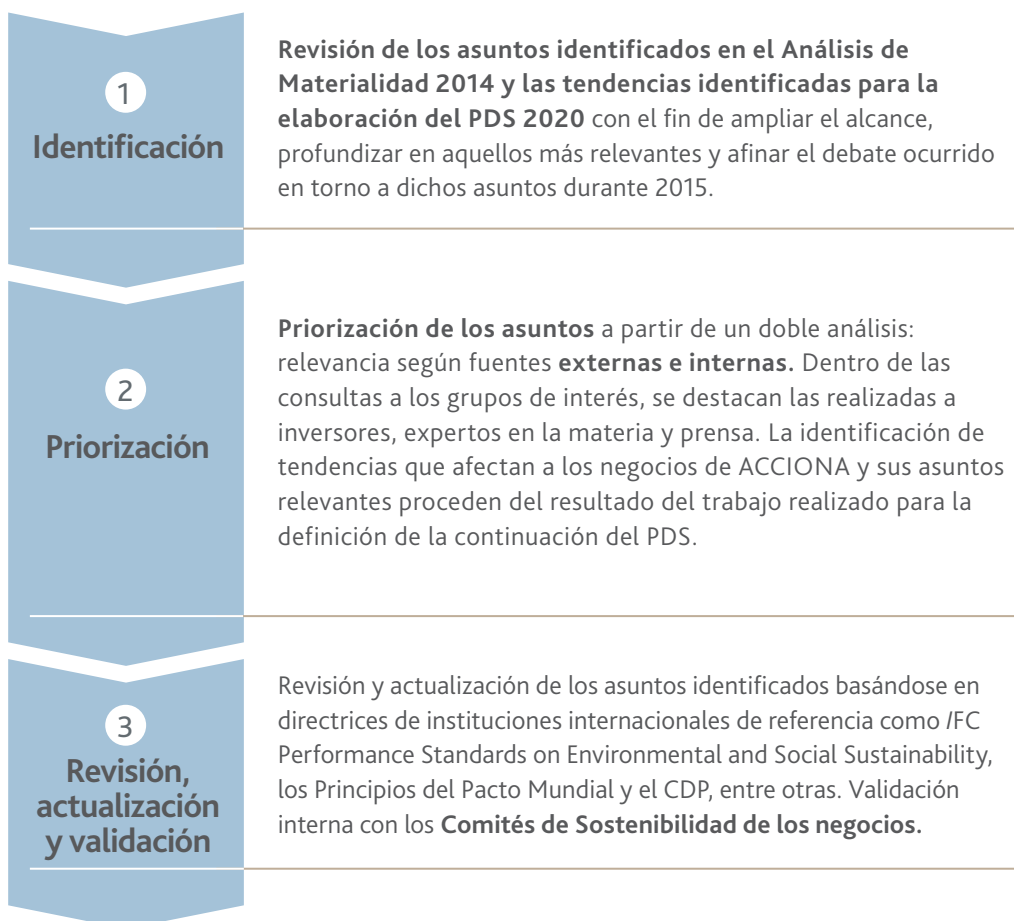 1
Identificación
Revisión de los asuntos identificados en el Análisis de
Materialidad 2014 y las tendencias identificadas para la
elaboración del PDS 2020 con el fin de ampliar el alcance,
profundizar en aquellos más relevantes y afinar el debate ocurrido
en torno a dichos asuntos durante 2015.
2
Priorización
Priorización de los asuntos a partir de un doble análisis:
relevancia según fuentes externas e internas. Dentro de las
consultas a los grupos de interés, se destacan las realizadas a
inversores, expertos en la materia y prensa. La identificación de
tendencias que afectan a los negocios de ACCIONA y sus asuntos
relevantes proceden del resultado del trabajo realizado para la
definición de la continuación del PDS.
3
Revisión,
actualización
y validación
Revisión y actualización de los asuntos identificados basándose en
directrices de instituciones internacionales de referencia como IFC
Performance Standards on Environmental and Social Sustainability,
los Principios del Pacto Mundial y el CDP, entre otras. Validación
interna con los Comités de Sostenibilidad de los negocios.